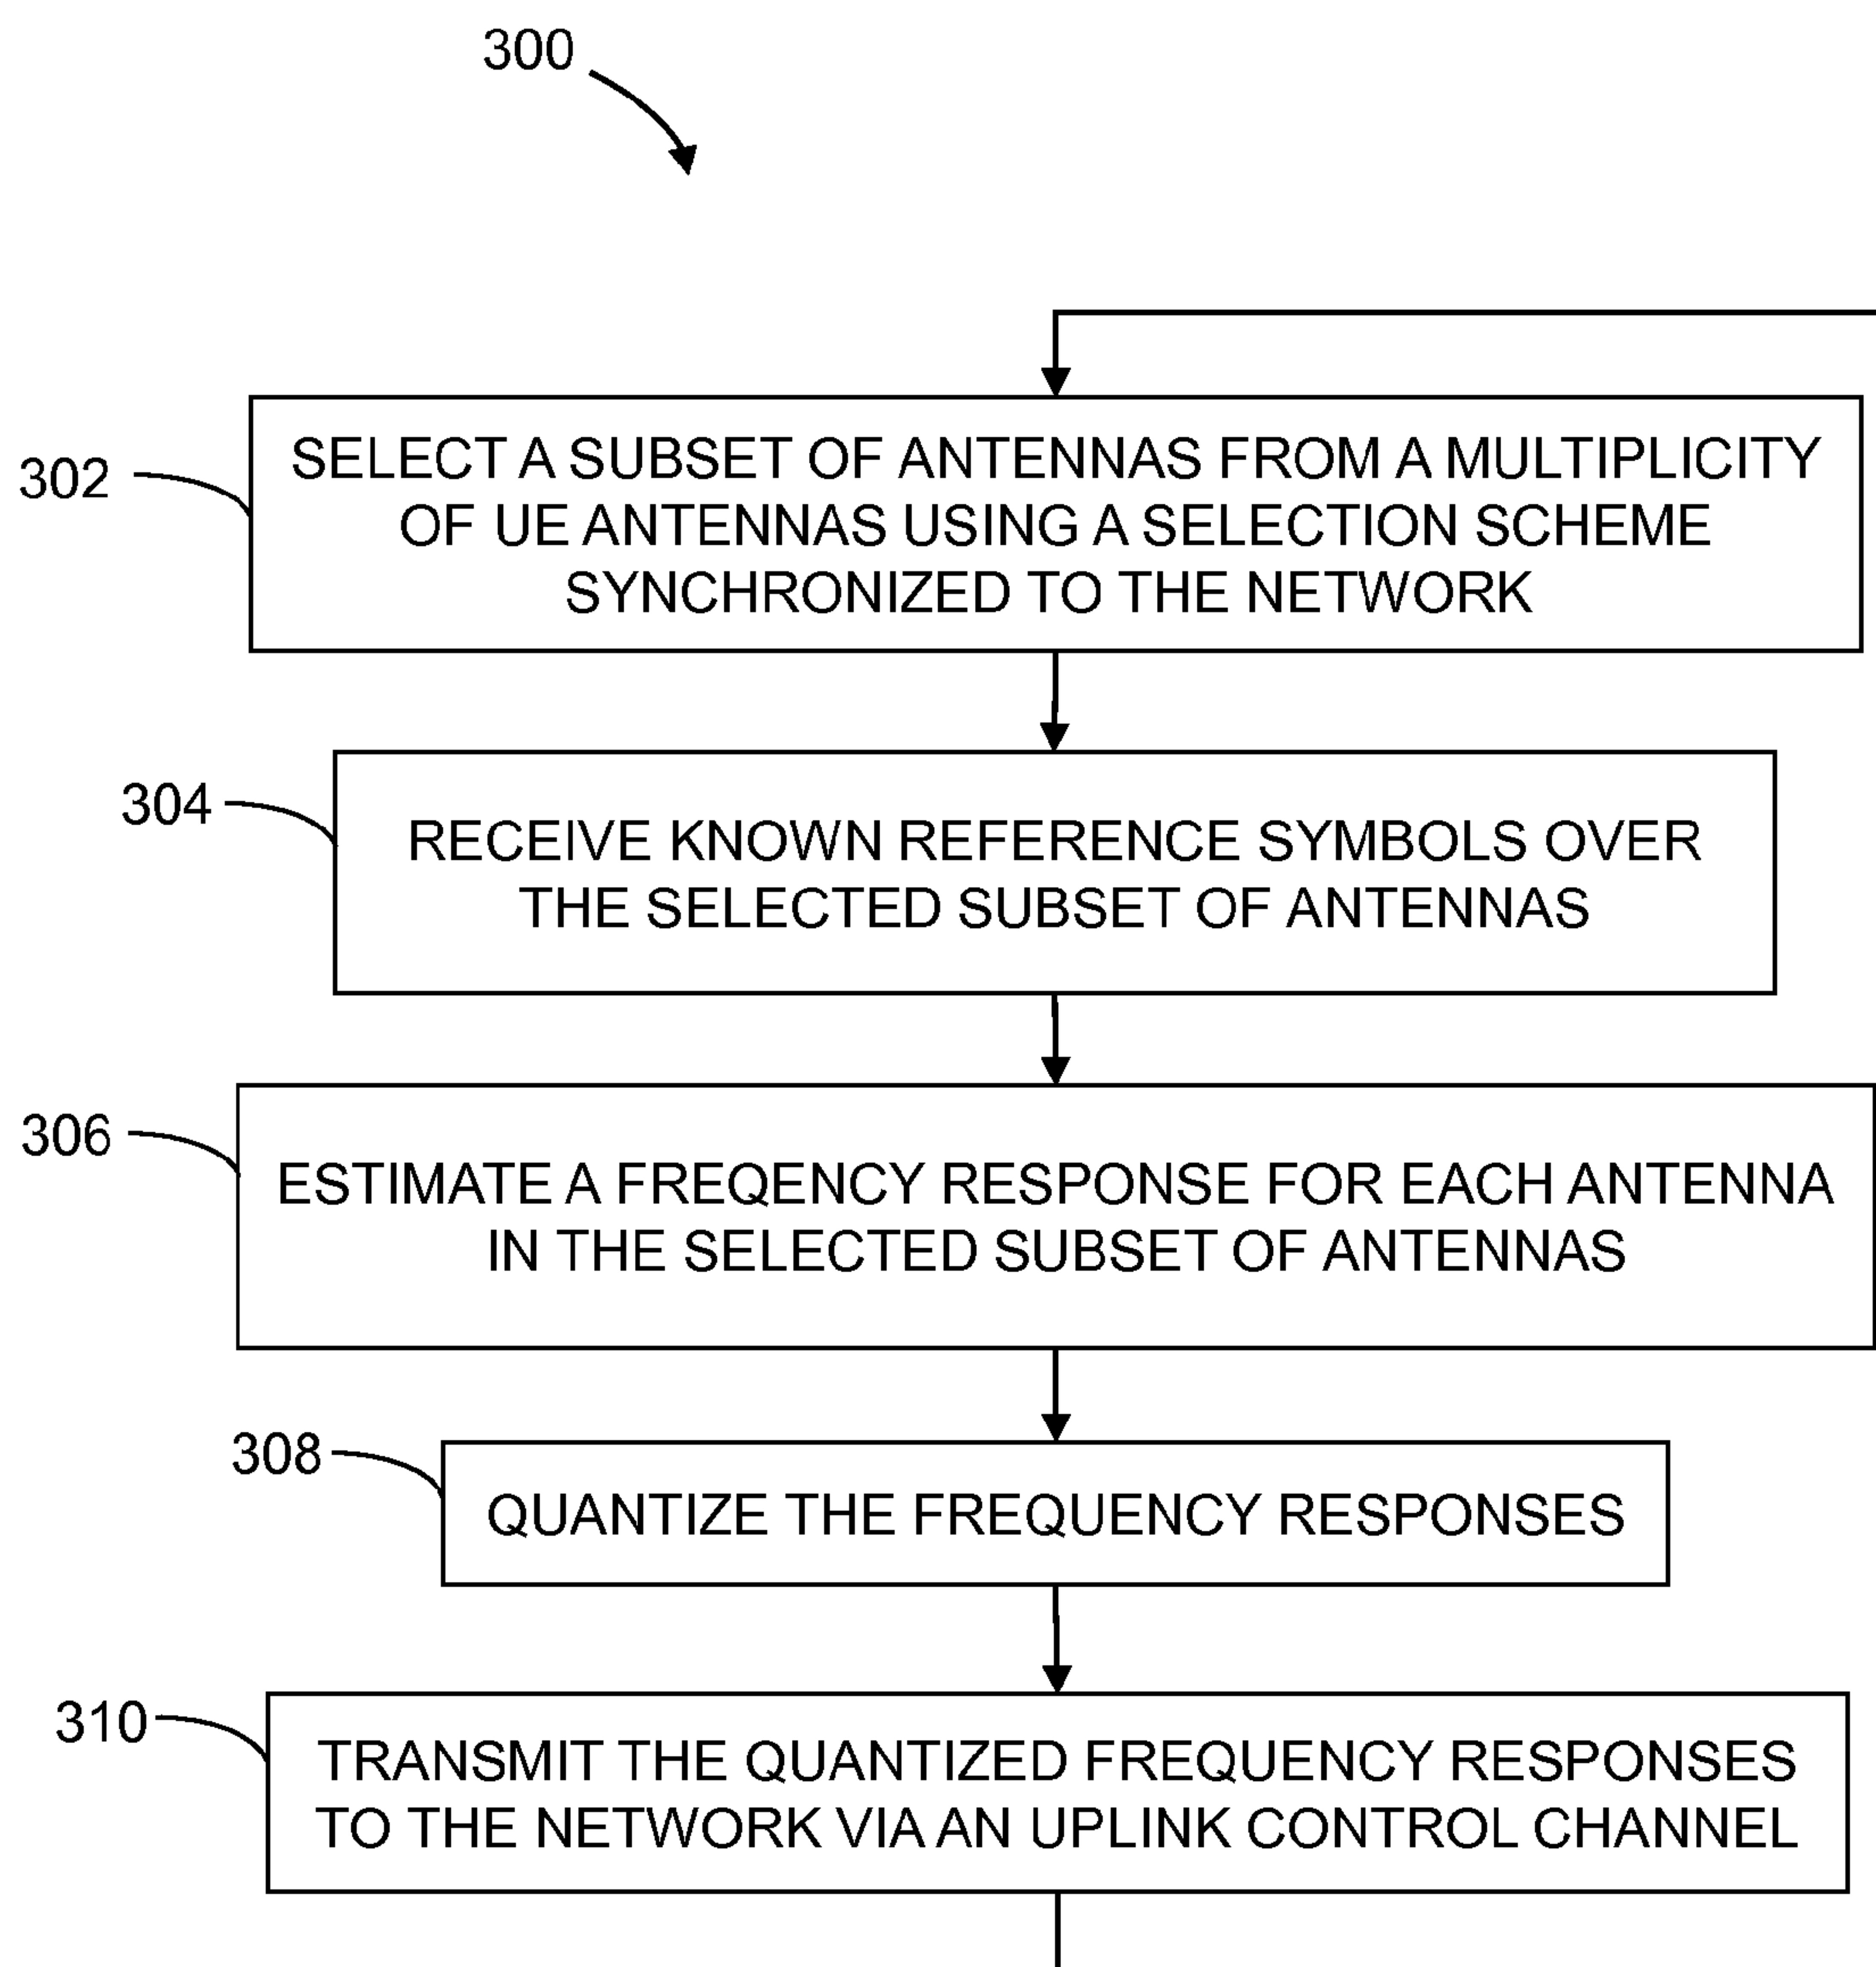 300
302
SELECT A SUBSET OF ANTENNAS FROM A MULTIPLICITY
OF UE ANTENNAS USING A SELECTION SCHEME
SYNCHRONIZED TO THE NETWORK
304
RECEIVE KNOWN REFERENCE SYMBOLS OVER
THE SELECTED SUBSET OF ANTENNAS
306
ESTIMATE A FREQENCY RESPONSE FOR EACH ANTENNA
IN THE SELECTED SUBSET OF ANTENNAS
308
QUANTIZE THE FREQUENCY RESPONSES
310
TRANSMIT THE QUANTIZED FREQUENCY RESPONSES
TO THE NETWORK VIA AN UPLINK CONTROL CHANNEL